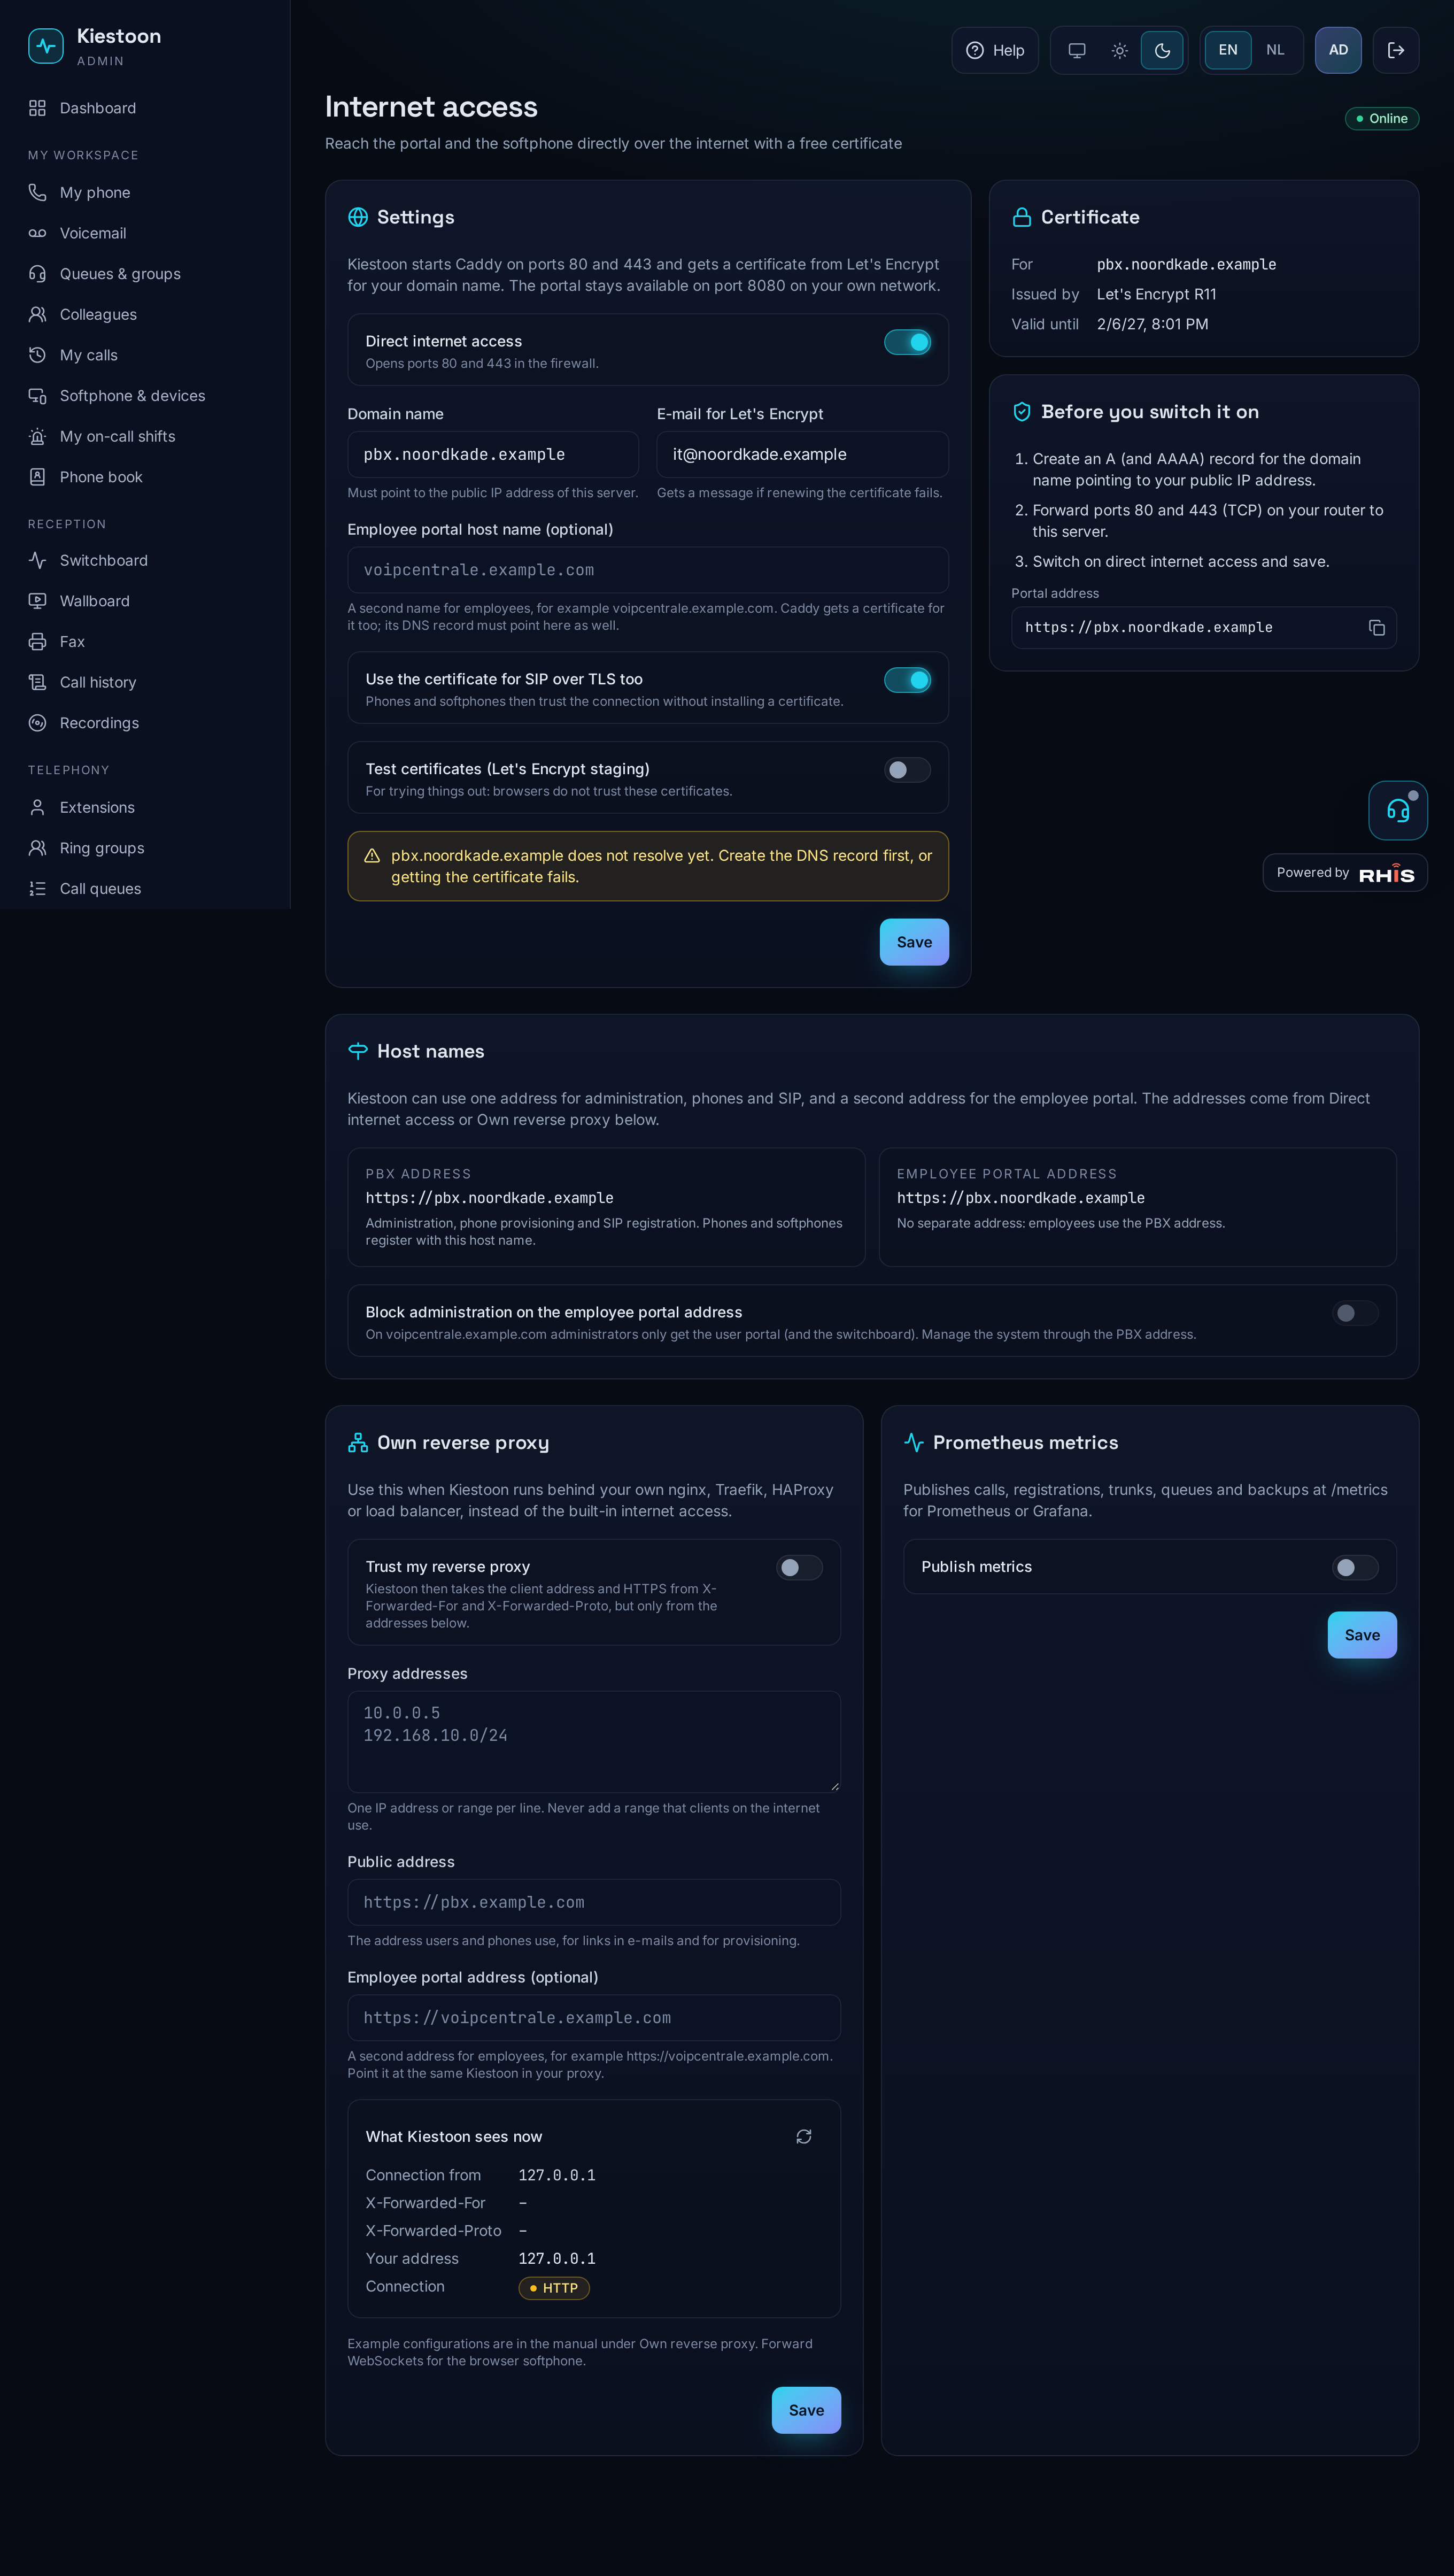 Kiestoon
ADMIN
Dashboard
MY WORKSPACE
My phone
Voicemail
Queues & groups
Colleagues
My calls
Softphone & devices
My on-call shifts
Phone book
RECEPTION
Switchboard
Wallboard
Fax
Call history
Recordings
TELEPHONY
Extensions
Ring groups
Call queues
Help
EN
NL
AD
Internet access
Reach the portal and the softphone directly over the internet with a free certificate
Online
Settings
Kiestoon starts Caddy on ports 80 and 443 and gets a certificate from Let's Encrypt
for your domain name. The portal stays available on port 8080 on your own network.
Direct internet access
Opens ports 80 and 443 in the firewall.
Domain name
pbx.noordkade.example
Must point to the public IP address of this server.
E-mail for Let's Encrypt
it@noordkade.example
Gets a message if renewing the certificate fails.
Employee portal host name (optional)
voipcentrale.example.com
A second name for employees, for example voipcentrale.example.com. Caddy gets a certificate for
it too; its DNS record must point here as well.
Use the certificate for SIP over TLS too
Phones and softphones then trust the connection without installing a certificate.
Test certificates (Let's Encrypt staging)
For trying things out: browsers do not trust these certificates.
pbx.noordkade.example does not resolve yet. Create the DNS record first, or
getting the certificate fails.
Save
Certificate
For pbx.noordkade.example
Issued by Let's Encrypt R11
Valid until 2/6/27, 8:01 PM
Before you switch it on
1. Create an A (and AAAA) record for the domain
name pointing to your public IP address.
2. Forward ports 80 and 443 (TCP) on your router to
this server.
3. Switch on direct internet access and save.
Portal address
https://pbx.noordkade.example
Powered by RHIS
Host names
Kiestoon can use one address for administration, phones and SIP, and a second address for the employee portal. The addresses come from Direct
internet access or Own reverse proxy below.
PBX ADDRESS
https://pbx.noordkade.example
Administration, phone provisioning and SIP registration. Phones and softphones
register with this host name.
EMPLOYEE PORTAL ADDRESS
https://pbx.noordkade.example
No separate address: employees use the PBX address.
Block administration on the employee portal address
On voipcentrale.example.com administrators only get the user portal (and the switchboard). Manage the system through the PBX address.
Own reverse proxy
Use this when Kiestoon runs behind your own nginx, Traefik, HAProxy
or load balancer, instead of the built-in internet access.
Trust my reverse proxy
Kiestoon then takes the client address and HTTPS from X-
Forwarded-For and X-Forwarded-Proto, but only from the
addresses below.
Proxy addresses
10.0.0.5
192.168.10.0/24
One IP address or range per line. Never add a range that clients on the internet
use.
Public address
https://pbx.example.com
The address users and phones use, for links in e-mails and for provisioning.
Employee portal address (optional)
https://voipcentrale.example.com
A second address for employees, for example https://voipcentrale.example.com.
Point it at the same Kiestoon in your proxy.
What Kiestoon sees now
Connection from 127.0.0.1
X-Forwarded-For –
X-Forwarded-Proto –
Your address 127.0.0.1
Connection HTTP
Example configurations are in the manual under Own reverse proxy. Forward
WebSockets for the browser softphone.
Save
Prometheus metrics
Publishes calls, registrations, trunks, queues and backups at /metrics
for Prometheus or Grafana.
Publish metrics
Save